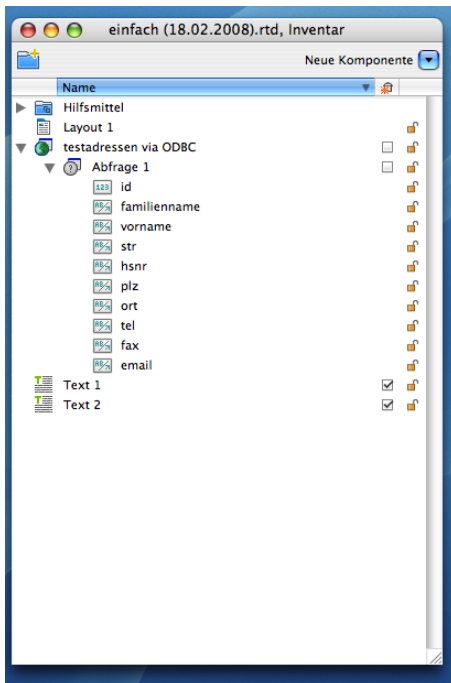 einfach (18.02.2008).rtd, Inventar
Neue Komponente
Name
Hilfsmittel
Layout 1
testadressen via ODBC
? Abfrage 1
123 id
familienname
vorname
str
hsnr
plz
ort
tel
fax
email
T Text 1
T Text 2